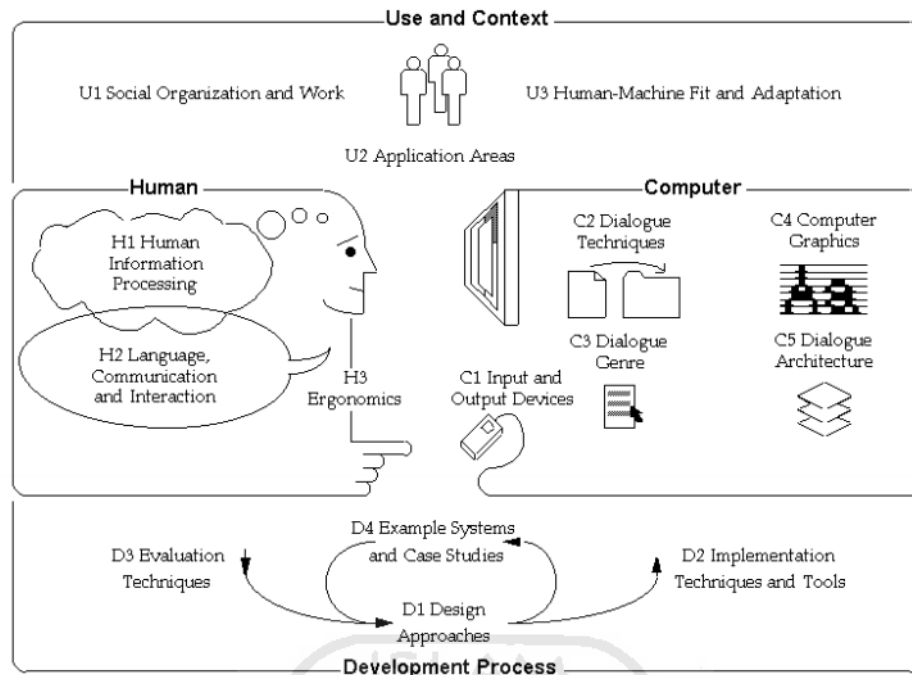 Use and Context
U1 Social Organization and Work
U3 Human-Machine Fit and Adaptation
U2 Application Areas
Human
H1 Human
Information
Processing
H2 Language,
Communication
and Interaction
H3
Ergonomics
Computer
C2 Dialogue
Techniques
C4 Computer
Graphics
C3 Dialogue
Genre
C5 Dialogue
Architecture
C1 Input and
Output Devices
D3 Evaluation
Techniques
D4 Example Systems
and Case Studies
D2 Implementation
Techniques and Tools
D1 Design
Approaches
ISLAM
Development Process